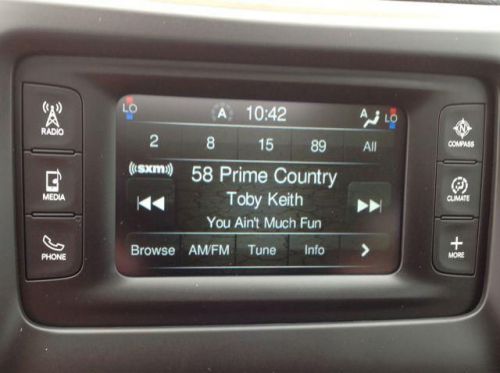 LO A 10:42 A LO
RADIO
2 8 15 89 All
COMPASS
((sxm))
58 Prime Country
MEDIA
Toby Keith
CLIMATE
You Ain't Much Fun
PHONE
Browse AM/FM Tune Info >
+
MORE